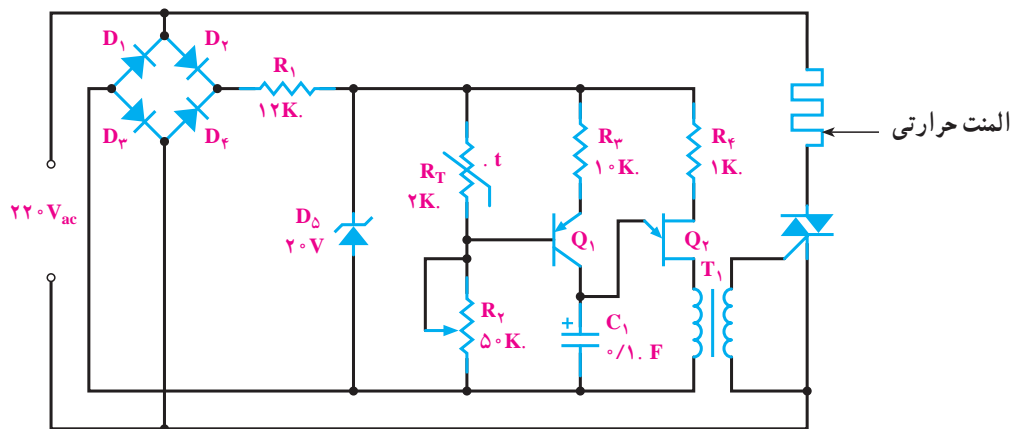 D۱
D۲
D۳
D۴
R۱
۱۲K.
R۳
۱۰K.
R۴
۱K.
المنت حرارتی
. t
RT
۲K.
۲۲۰Vac
D۵
۲۰V
Q۱
Q۲
T۱
R۲
۵۰K.
C۱
+
۰/۱. F